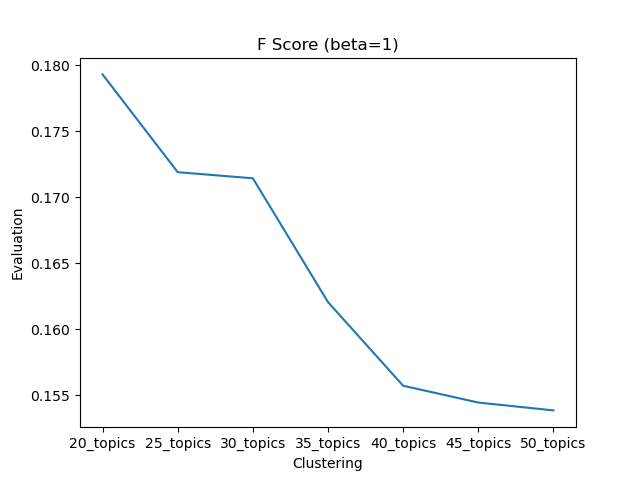 F Score (beta=1)
0.180
0.175
0.170
0.165
0.160
0.155
Evaluation
20_topics 25_topics 30_topics 35_topics 40_topics 45_topics 50_topics
Clustering